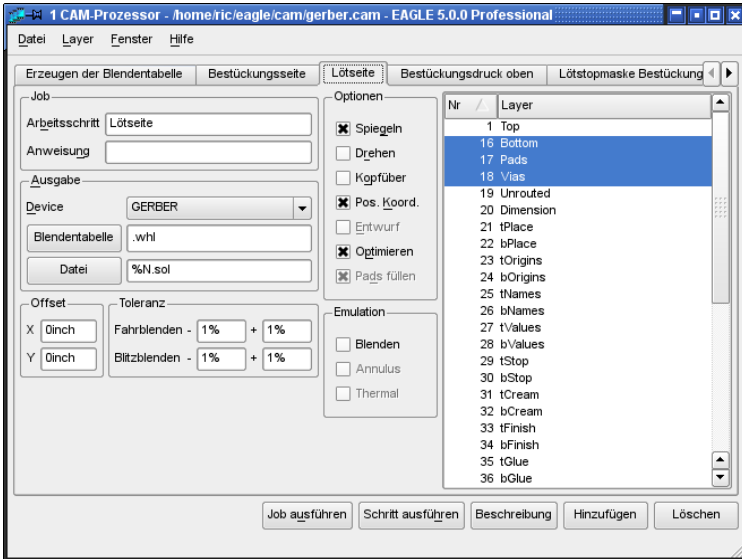 1 CAM-Prozessor - /home/ric/eagle/cam/gerber.cam - EAGLE 5.0.0 Professional
Datei Layer Fenster Hilfe
Erzeugen der Blendentabelle Bestückungsseite Lötseite Bestückungsdruck oben Lötstopmaske Bestückung
Job
Arbeitsschritt Lötseite
Anweisung
Ausgabe
Device GERBER
Blendentabelle .whl
Datei %N.sol
Offset
X 0inch
Y 0inch
Toleranz
Fahrblenden - 1% + 1%
Blitzblenden - 1% + 1%
Optionen
Spiegeln
Drehen
Kopfüber
Pos. Koord.
Entwurf
Optimieren
Pads füllen
Emulation
Blenden
Annulus
Thermal
Nr Layer
1 Top
16 Bottom
17 Pads
18 Vias
19 Unrouted
20 Dimension
21 tPlace
22 bPlace
23 tOrigins
24 bOrigins
25 tNames
26 bNames
27 tValues
28 bValues
29 tStop
30 bStop
31 tCream
32 bCream
33 tFinish
34 bFinish
35 tGlue
36 bGlue
Job ausführen Schritt ausführen Beschreibung Hinzufügen Löschen